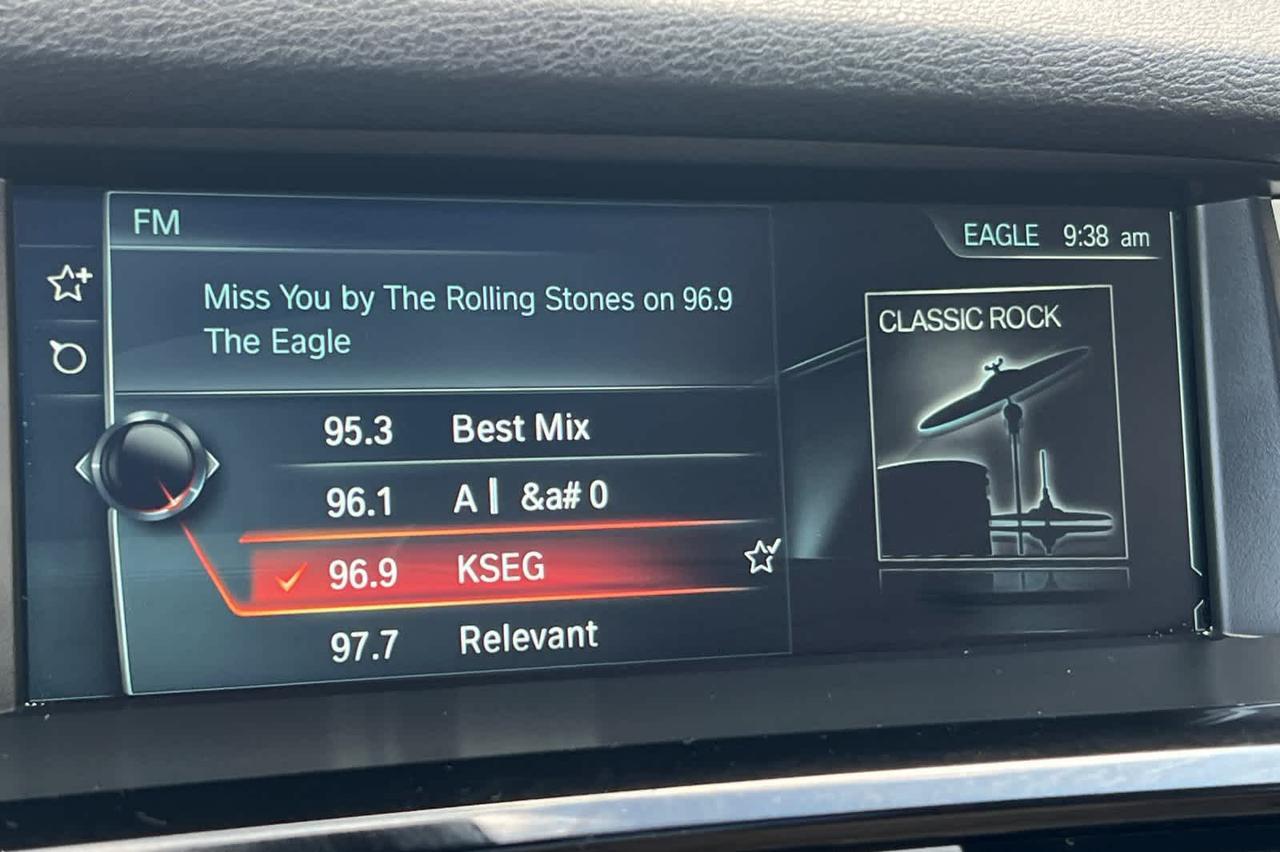 FM
EAGLE 9:38 am
Miss You by The Rolling Stones on 96.9
The Eagle
CLASSIC ROCK
95.3 Best Mix
96.1 A | &a# 0
96.9 KSEG
97.7 Relevant